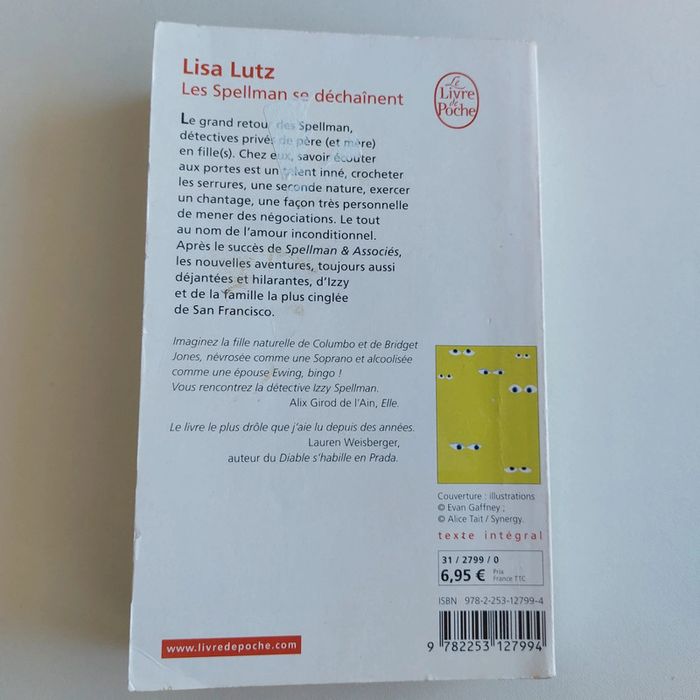 Lisa Lutz
Les Spellman se déchaînent
Le
Livre
de
Poche
Le grand retour des Spellman,
détectives privés de père (et mère)
en fille(s). Chez eux, savoir écouter
aux portes est un talent inné, crocheter
les serrures, une seconde nature, exercer
un chantage, une façon très personnelle
de mener des négociations. Le tout
au nom de l'amour inconditionnel.
Après le succès de Spellman & Associés,
les nouvelles aventures, toujours aussi
déjantées et hilarantes, d'Izzy
et de la famille la plus cinglée
de San Francisco.
Imaginez la fille naturelle de Columbo et de Bridget
Jones, névrosée comme une Soprano et alcoolisée
comme une épouse Ewing, bingo !
Vous rencontrez la détective Izzy Spellman.
Alix Girod de l'Ain, Elle.
Le livre le plus drôle que j'aie lu depuis des années.
Lauren Weisberger,
auteur du Diable s'habille en Prada.
Couverture : illustrations
© Evan Gaffney ;
© Alice Tait / Synergy.
texte intégral
31 / 2799 / 0
6,95 € Prix
France TTC
ISBN 978-2-253-12799-4
9 782253 127994
www.livredepoche.com